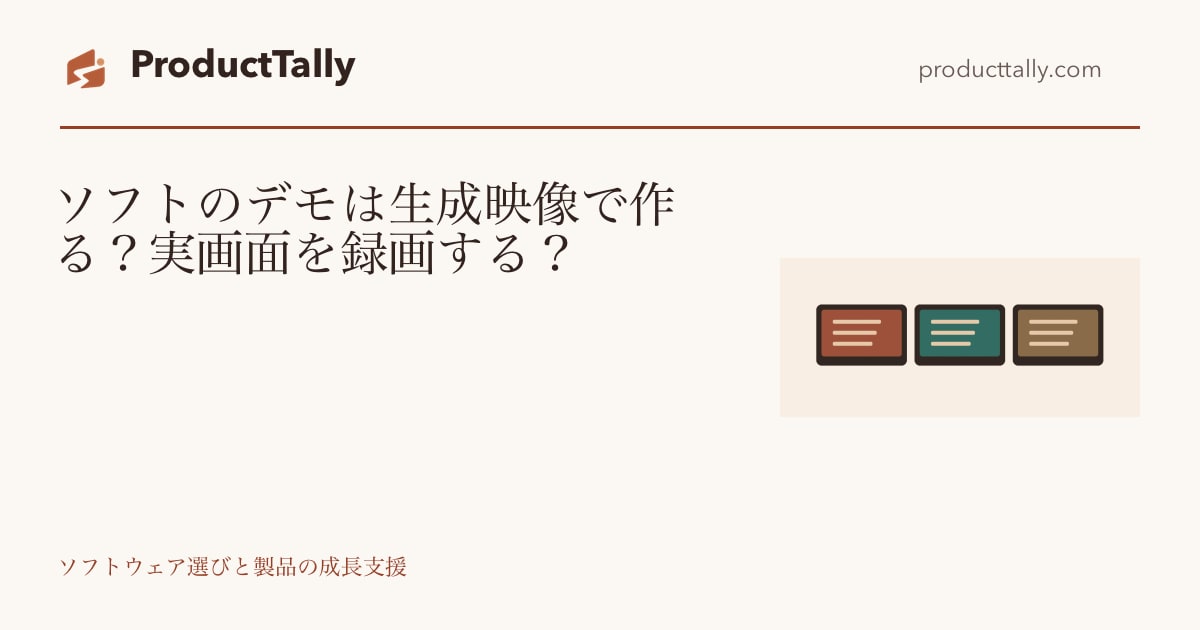 ProductTally
producttally.com
ソフトのデモは生成映像で作
る？実画面を録画する？
ソフトウェア選びと製品の成長支援